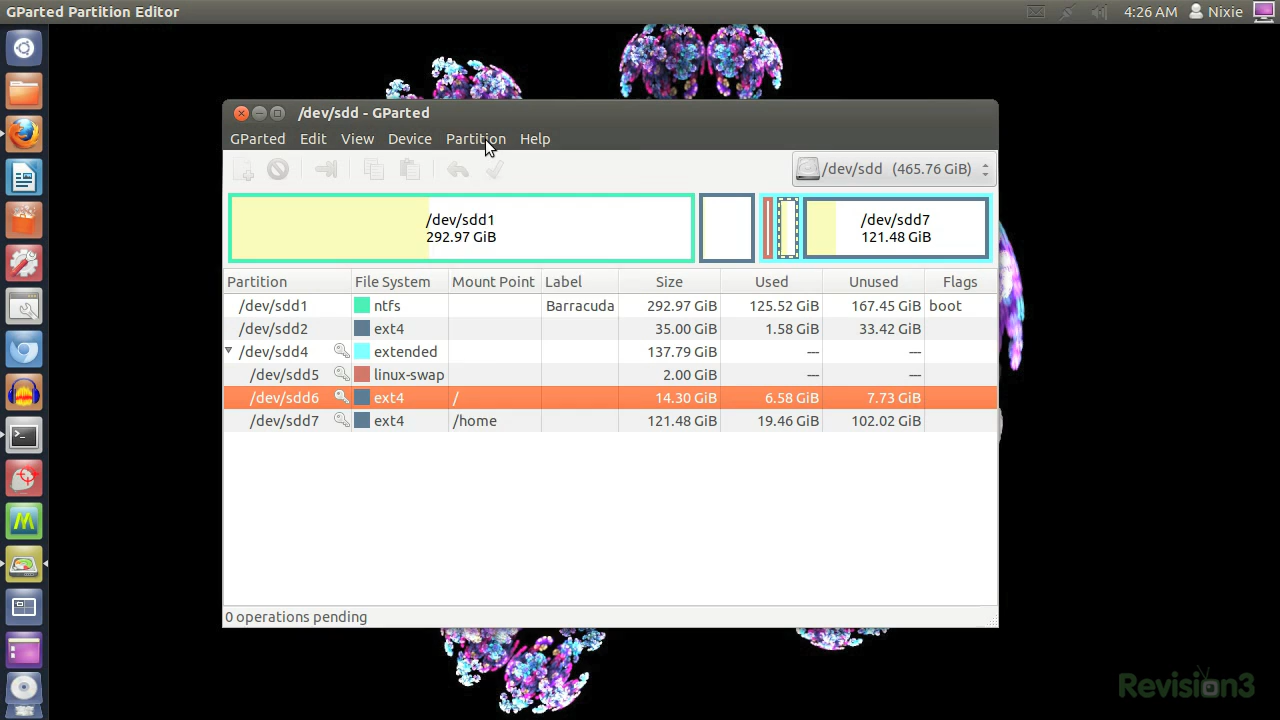 GParted Partition Editor 4:26 AM Nixie
/dev/sdd - GParted
GParted Edit View Device Partition Help
/dev/sdd (465.76 GiB)
/dev/sdd1
292.97 GiB
/dev/sdd7
121.48 GiB
Partition File System Mount Point Label Size Used Unused Flags
/dev/sdd1 ntfs Barracuda 292.97 GiB 125.52 GiB 167.45 GiB boot
/dev/sdd2 ext4 35.00 GiB 1.58 GiB 33.42 GiB
/dev/sdd4 extended 137.79 GiB --- ---
/dev/sdd5 linux-swap 2.00 GiB --- ---
/dev/sdd6 ext4 / 14.30 GiB 6.58 GiB 7.73 GiB
/dev/sdd7 ext4 /home 121.48 GiB 19.46 GiB 102.02 GiB
0 operations pending
Revision3